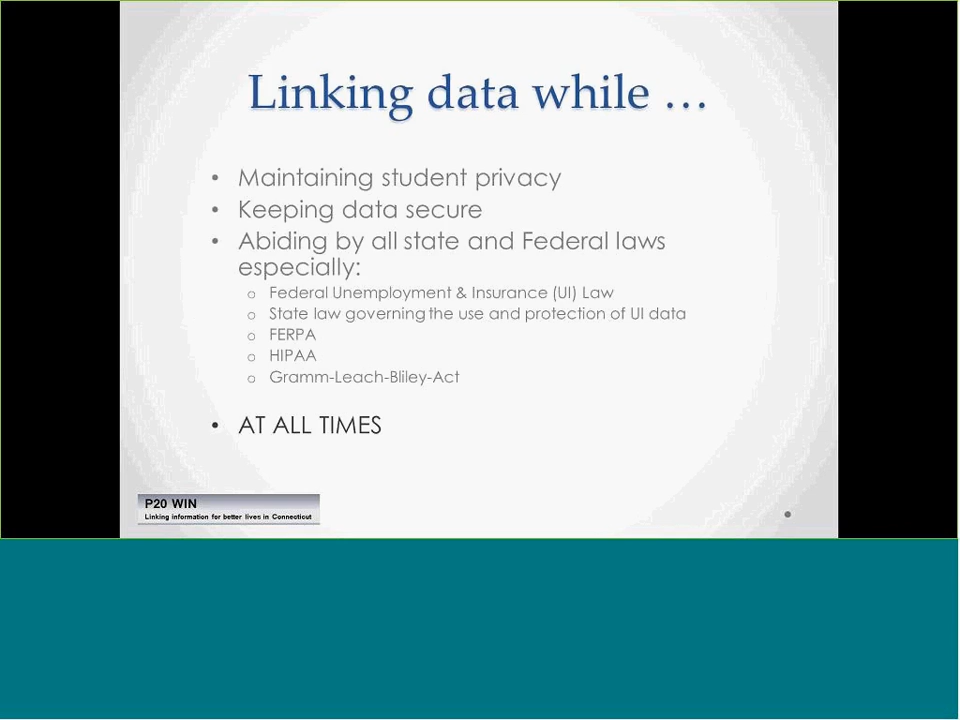 Linking data while …
• Maintaining student privacy
• Keeping data secure
• Abiding by all state and Federal laws
especially:
o Federal Unemployment & Insurance (UI) Law
o State law governing the use and protection of UI data
o FERPA
o HIPAA
o Gramm-Leach-Bliley-Act
• AT ALL TIMES
P20 WIN
Linking information for better lives in Connecticut